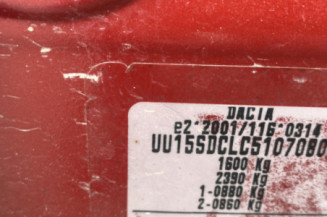 DACIA
e2*2001/116*0314
UU15SDCLC5107080
1600 Kg
2390 Kg
1-0880 Kg
2-0860 Kg